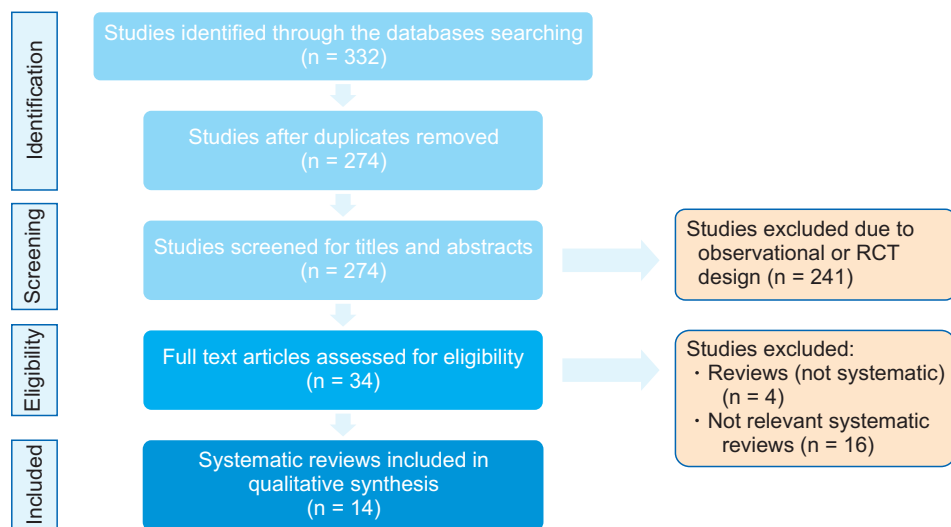 Identification
Studies identified through the databases searching
(n = 332)
Studies after duplicates removed
(n = 274)
Screening
Studies screened for titles and abstracts
(n = 274)
Studies excluded due to
observational or RCT
design (n = 241)
Eligibility
Full text articles assessed for eligibility
(n = 34)
Studies excluded:
・Reviews (not systematic)
(n = 4)
・Not relevant systematic
reviews (n = 16)
Included
Systematic reviews included in
qualitative synthesis
(n = 14)